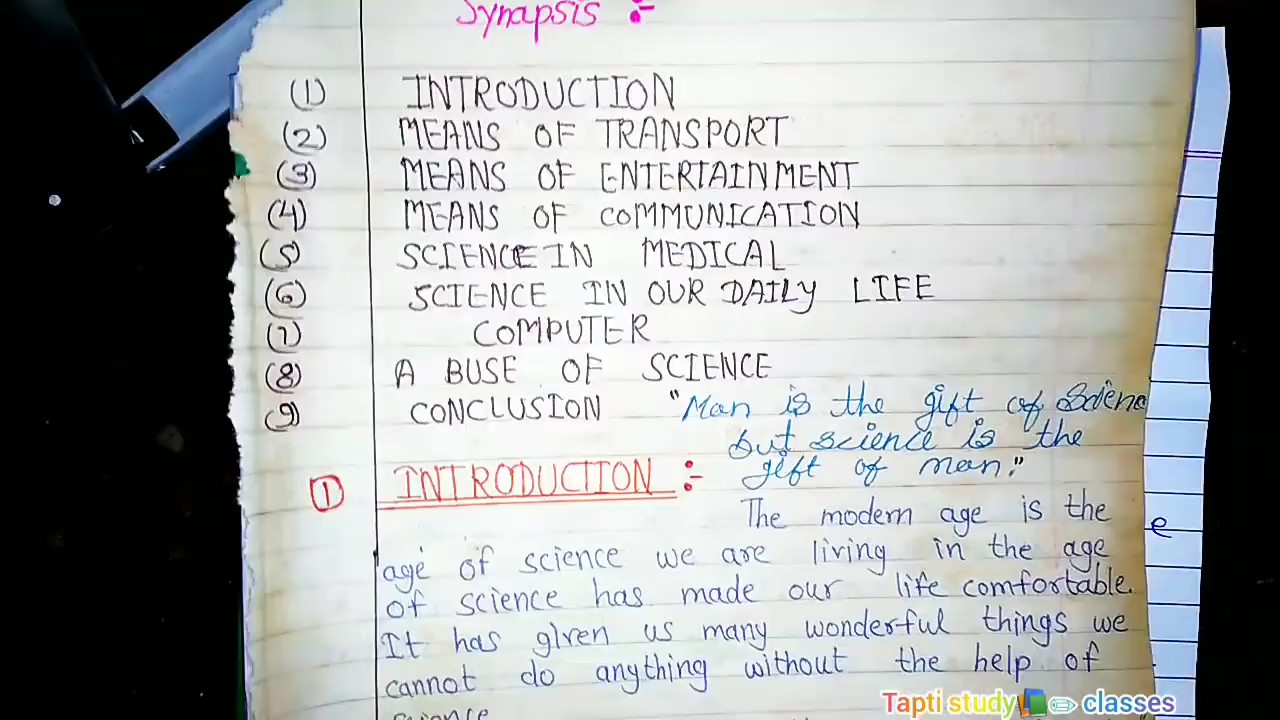 Synapsis :-
(1) INTRODUCTION
(2) MEANS OF TRANSPORT
(3) MEANS OF ENTERTAINMENT
(4) MEANS OF COMMUNICATION
(5) SCIENCE IN MEDICAL
(6) SCIENCE IN OUR DAILY LIFE
(7) COMPUTER
(8) A BUSE OF SCIENCE
(9) CONCLUSION "Man is the gift of Scienc
but science is the
gift of man."
(1) INTRODUCTION :-
The modern age is the
age of science we are living in the age
of science has made our life comfortable.
It has given us many wonderful things we
cannot do anything without the help of
science
e
Tapti study classes